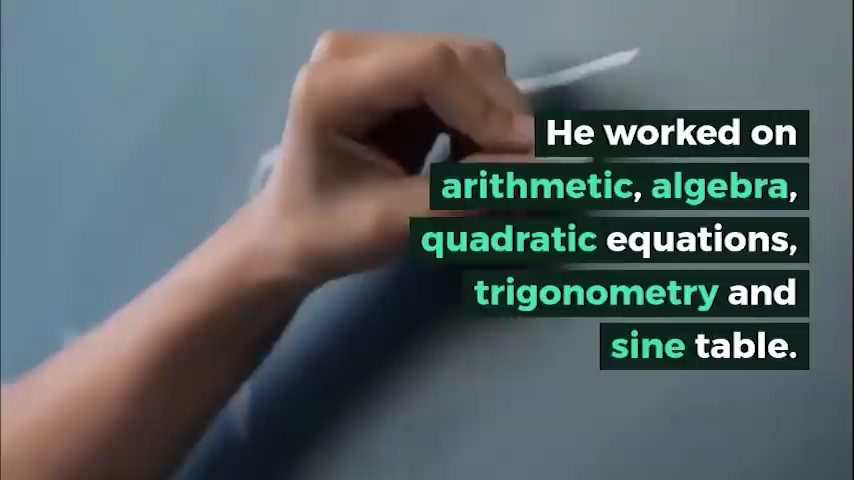 He worked on
arithmetic, algebra,
quadratic equations,
trigonometry and
sine table.